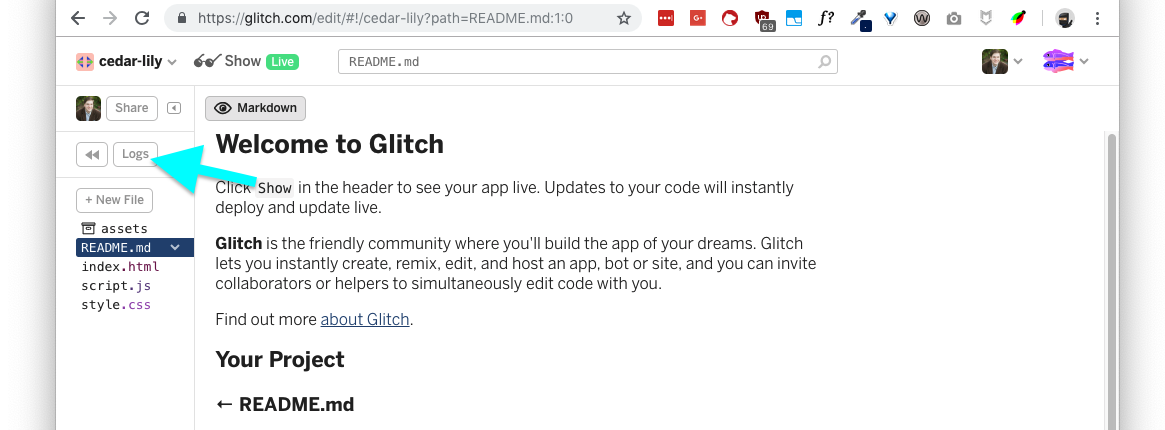 https://glitch.com/edit/#!/cedar-lily?path=README.md:1:0
69
f?
cedar-lily
Show Live
README.md
Share
Markdown
Logs
Welcome to Glitch
Click Show in the header to see your app live. Updates to your code will instantly
deploy and update live.
Glitch is the friendly community where you'll build the app of your dreams. Glitch
lets you instantly create, remix, edit, and host an app, bot or site, and you can invite
collaborators or helpers to simultaneously edit code with you.
Find out more about Glitch.
Your Project
← README.md
+ New File
assets
README.md
index.html
script.js
style.css